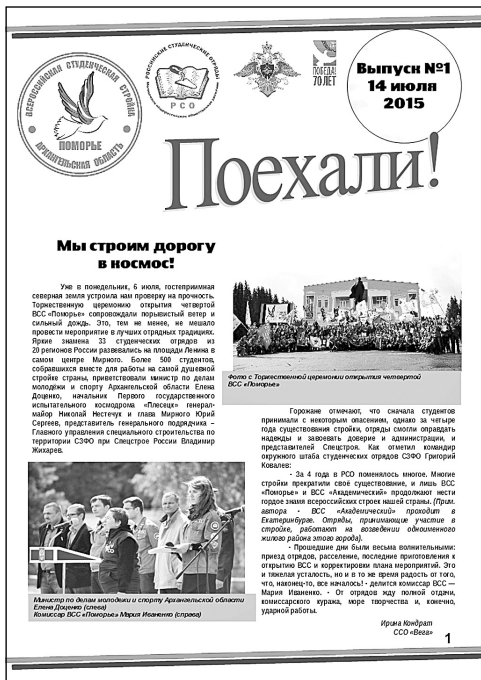 ВСЕРОССИЙСКАЯ СТУДЕНЧЕСКАЯ СТРОЙКА
ПОМОРЬЕ
АРХАНГЕЛЬСКАЯ ОБЛАСТЬ
РОССИЙСКИЕ СТУДЕНЧЕСКИЕ ОТРЯДЫ
РСО
ПОБЕДА!
70 ЛЕТ
Выпуск №1
14 июля
2015
Поехали!
Мы строим дорогу
в космос!
Уже в понедельник, 6 июля, гостеприимная
северная земля устроила нам проверку на прочность.
Торжественную церемонию открытия четвертой
ВСС «Поморье» сопровождали порывистый ветер и
сильный дождь. Это, тем не менее, не мешало
провести мероприятие в лучших отрядных традициях.
Яркие знамена 33 студенческих отрядов из
20 регионов России развевались на площади Ленина в
самом центре Мирного. Более 500 студентов,
собравшихся вместе для работы на самой душевной
стройке страны, приветствовали министр по делам
молодёжи и спорту Архангельской области Елена
Доценко, начальник Первого государственного
испытательного космодрома «Плесецк» генерал-
майор Николай Нестечук и глава Мирного Юрий
Сергеев, представитель генерального подрядчика –
Главного управления специального строительства по
территории СЗФО при Спецстрое России Владимир
Жихарев.
Министр по делам молодежи и спорту Архангельской области
Елена Доценко (слева)
Комиссар ВСС «Поморье» Мария Иваненко (справа)
Фото с Торжественной церемонии открытия четвертой
ВСС «Поморье»
Горожане отмечают, что сначала студентов
принимали с некоторым опасением, однако за четыре
года существования стройки, отряды смогли оправдать
надежды и завоевать доверие и администрации, и
представителей Спецстроя. Как отметил командир
окружного штаба студенческих отрядов СЗФО Григорий
Ковалев:
- За 4 года в РСО поменялось многое. Многие
стройки прекратили своё существование, и лишь ВСС
«Поморье» и ВСС «Академический» продолжают нести
гордое знамя всероссийских строек нашей страны. (Прим.
автора - ВСС «Академический» проходит в
Екатеринбурге. Отряды, принимающие участие в
стройке, работают на возведении одноименного
жилого района этого города).
- Прошедшие дни были весьма волнительными:
приезд отрядов, расселение, последние приготовления к
открытию ВСС и корректировки плана мероприятий. Это
и тяжелая усталость, но и в то же время радость от того,
что, наконец-то, все началось! - делится комиссар ВСС —
Мария Иваненко. - От отрядов жду полной отдачи,
комиссарского куража, море творчества и, конечно,
ударной работы.
Ирина Кондрат
ССО «Вега»
1